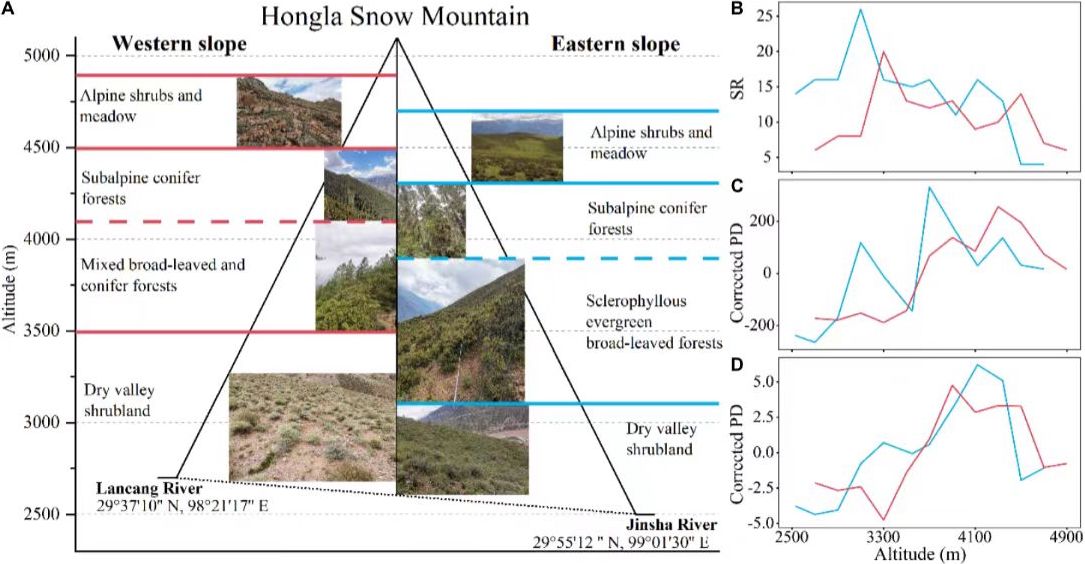 A
Hongla Snow Mountain
Western slope
Eastern slope
5000
4500
4000
3500
3000
2500
Altitude (m)
Alpine shrubs and
meadow
Subalpine conifer
forests
Mixed broad-leaved and
conifer forests
Dry valley
shrubland
Lancang River
29°37'10" N, 98°21'17" E
Alpine shrubs and
meadow
Subalpine conifer
forests
Sclerophyllous
evergreen
broad-leaved forests
Dry valley
shrubland
Jinsha River
29°55'12 " N, 99°01'30" E
B
25
20
15
10
5
SR
C
200
0
-200
Corrected PD
D
5.0
2.5
0.0
-2.5
-5.0
Corrected PD
2500
3300
4100
4900
Altitude (m)